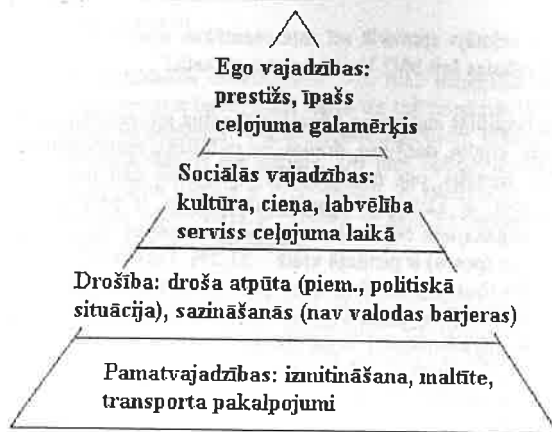 Ego vajadzības:
prestižs, īpašs
ceļojuma galamērķis
Sociālās vajadzības:
kultūra, cieņa, labvēlība
serviss ceļojuma laikā
Drošība: droša atpūta (piem., politiskā
situācija), sazināšanās (nav valodas barjeras)
Pamatvajadzības: izmitināšana, maltīte,
transporta pakalpojumi